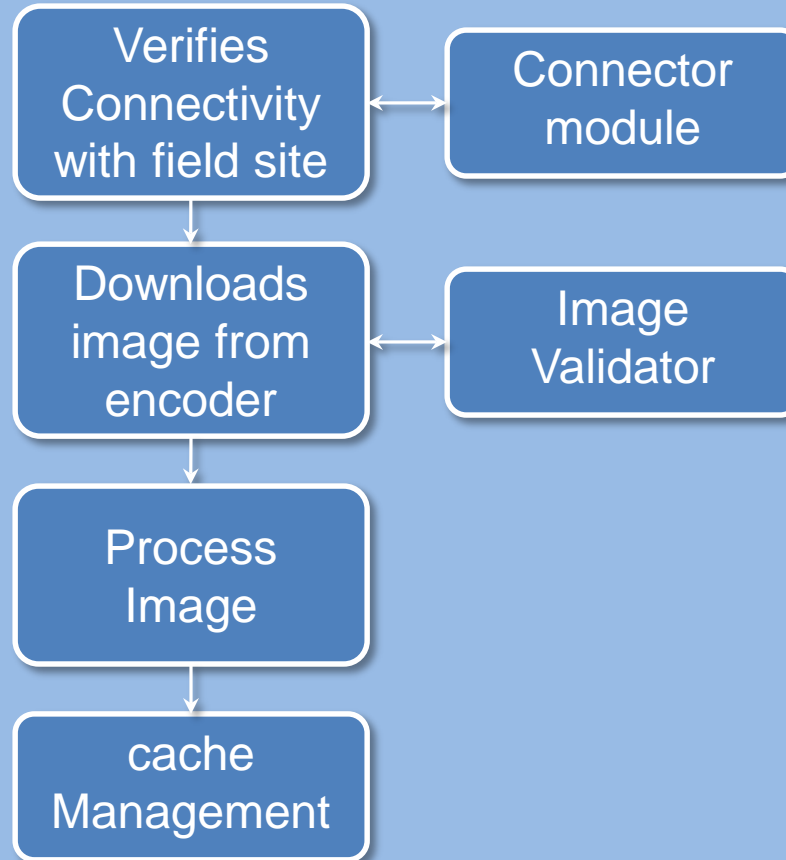 Verifies
Connectivity
with field site
Connector
module
Downloads
image from
encoder
Image
Validator
Process
Image
cache
Management